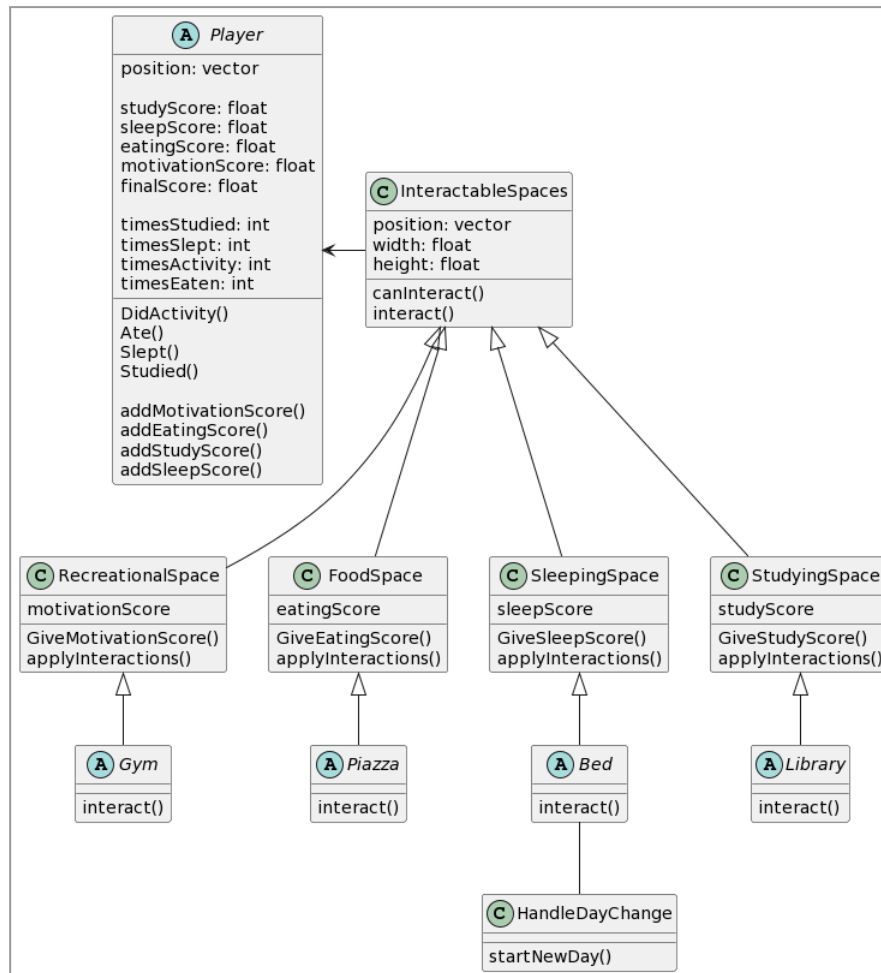 A Player
position: vector
studyScore: float
sleepScore: float
eatingScore: float
motivationScore: float
finalScore: float
timesStudied: int
timesSlept: int
timesActivity: int
timesEaten: int
DidActivity()
Ate()
Slept()
Studied()
addMotivationScore()
addEatingScore()
addStudyScore()
addSleepScore()
C InteractableSpaces
position: vector
width: float
height: float
canInteract()
interact()
C RecreationalSpace
motivationScore
GiveMotivationScore()
applyInteractions()
C FoodSpace
eatingScore
GiveEatingScore()
applyInteractions()
C SleepingSpace
sleepScore
GiveSleepScore()
applyInteractions()
C StudyingSpace
studyScore
GiveStudyScore()
applyInteractions()
A Gym
interact()
A Piazza
interact()
A Bed
interact()
A Library
interact()
C HandleDayChange
startNewDay()